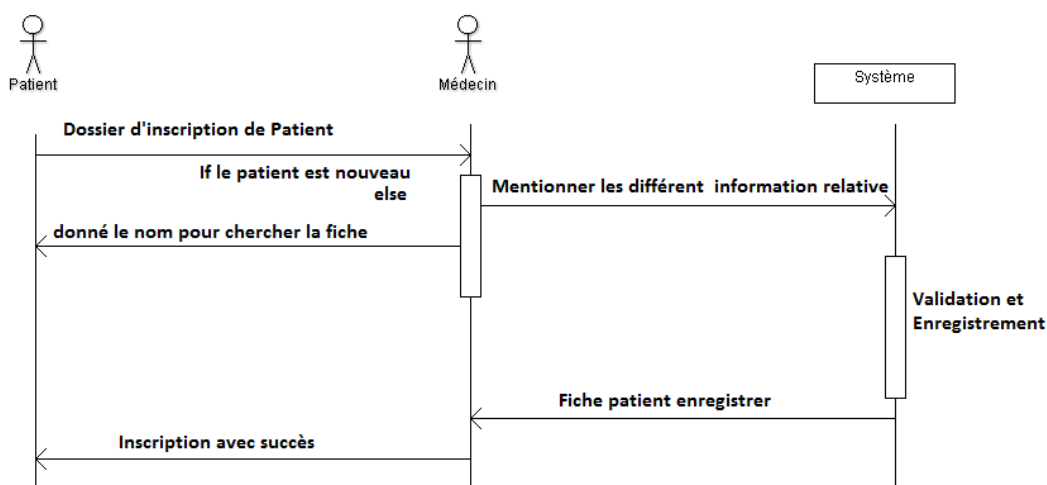 Patient
Médecin
Système
Dossier d'inscription de Patient
If le patient est nouveau
else
Mentionner les différent information relative
donné le nom pour chercher la fiche
Validation et
Enregistrement
Fiche patient enregistrer
Inscription avec succès